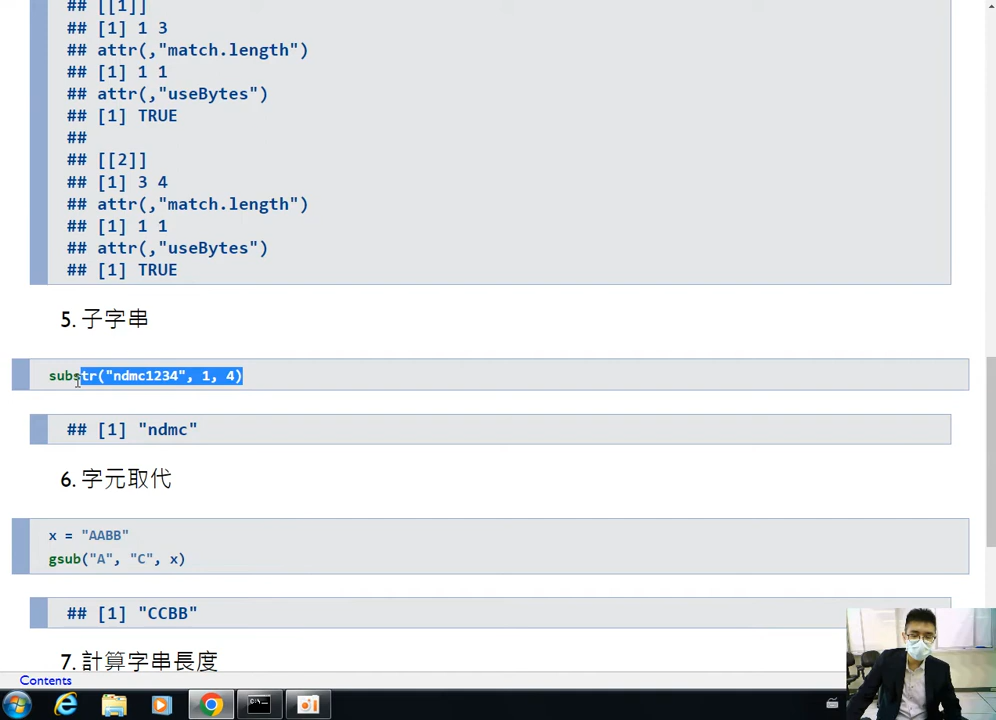 ## [[1]]
## [1] 1 3
## attr(,"match.length")
## [1] 1 1
## attr(,"useBytes")
## [1] TRUE
##
## [[2]]
## [1] 3 4
## attr(,"match.length")
## [1] 1 1
## attr(,"useBytes")
## [1] TRUE
5. 子字串
substr("ndmc1234", 1, 4)
## [1] "ndmc"
6. 字元取代
x = "AABB"
gsub("A", "C", x)
## [1] "CCBB"
7. 計算字串長度
Contents